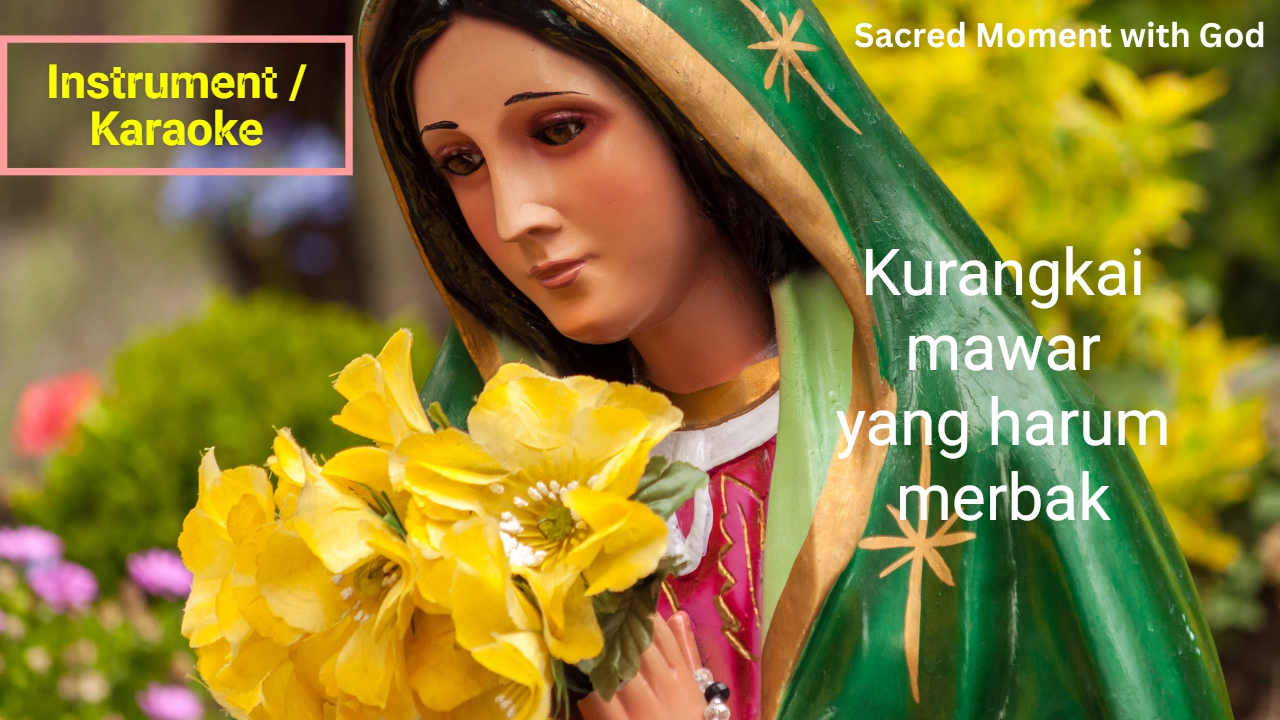 Sacred Moment with God
Instrument /
Karaoke
Kurangkai
mawar
yang harum
merbak